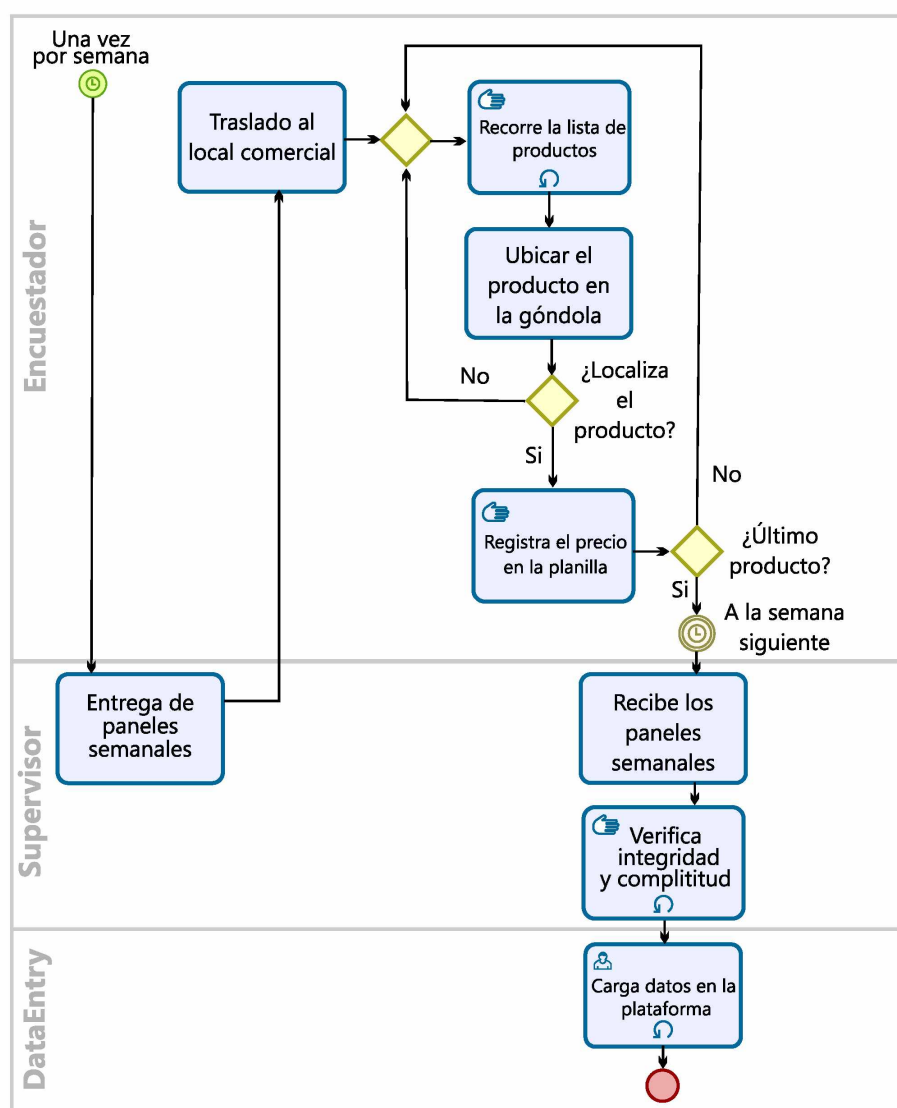 Una vez
por semana
Traslado al
local comercial
Recorre la lista de
productos
Ubicar el
producto en
la góndola
No
¿Localiza
el
producto?
Si
No
Registra el precio
en la planilla
¿Último
producto?
Si
A la semana
siguiente
Encuestador
Entrega de
paneles
semanales
Recibe los
paneles
semanales
Verifica
integridad
y complititud
Supervisor
Carga datos en la
plataforma
DataEntry